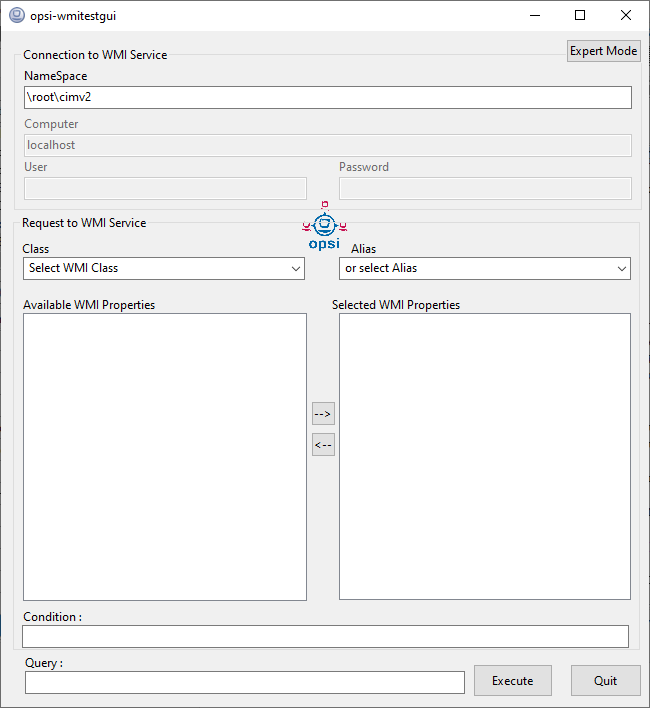 opsi-wmitestgui
Expert Mode
Connection to WMI Service
NameSpace
\root\cimv2
Computer
localhost
User Password
Request to WMI Service
opsi
Class Alias
Select WMI Class or select Alias
Available WMI Properties Selected WMI Properties
-->
<--
Condition :
Query :
Execute Quit